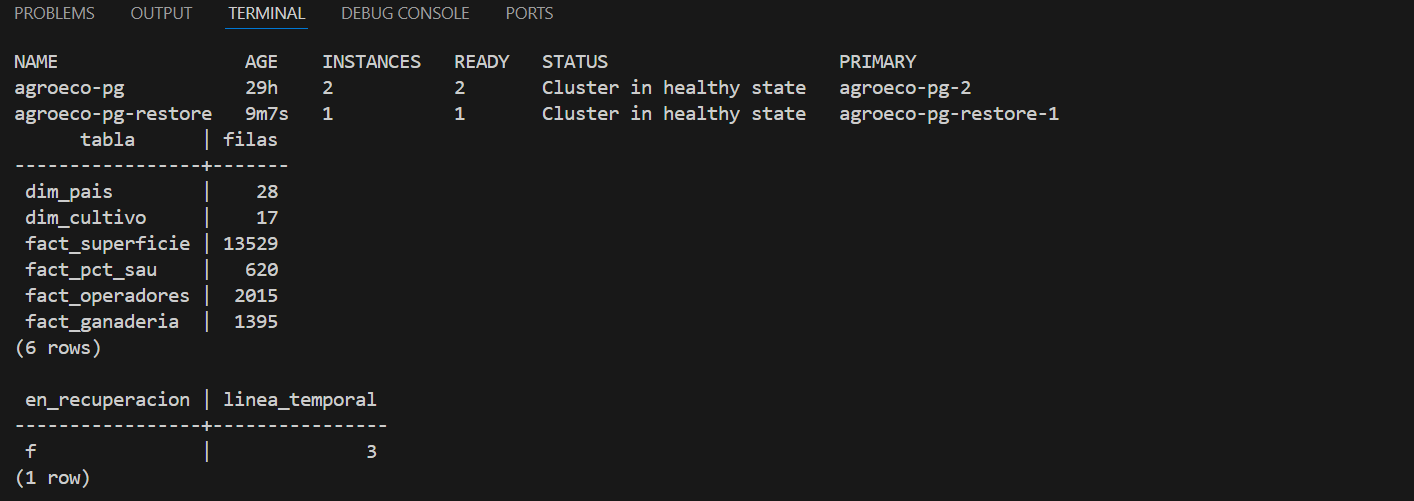 PROBLEMS OUTPUT TERMINAL DEBUG CONSOLE PORTS
NAME AGE INSTANCES READY STATUS PRIMARY
agroeco-pg 29h 2 2 Cluster in healthy state agroeco-pg-2
agroeco-pg-restore 9m7s 1 1 Cluster in healthy state agroeco-pg-restore-1
tabla | filas
-----------------+-------
dim_pais | 28
dim_cultivo | 17
fact_superficie | 13529
fact_pct_sau | 620
fact_operadores | 2015
fact_ganaderia | 1395
(6 rows)
en_recuperacion | linea_temporal
-----------------+----------------
f | 3
(1 row)